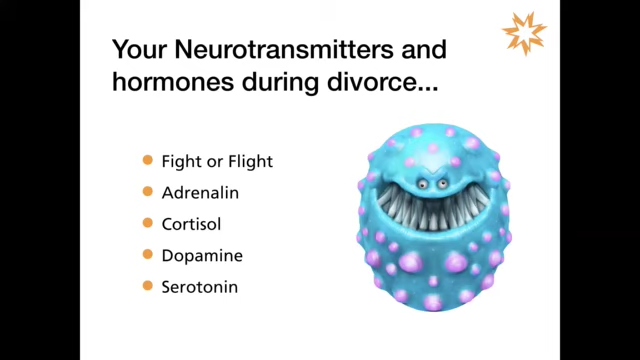 Your Neurotransmitters and
hormones during divorce...
Fight or Flight
Adrenalin
Cortisol
Dopamine
Serotonin